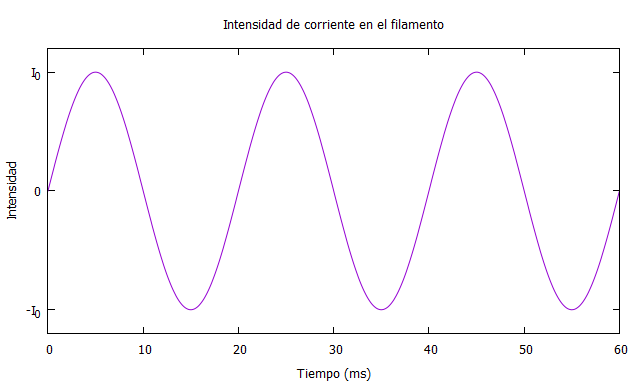 Intensidad de corriente en el filamento
I₀
0
-I₀
Intensidad
0 10 20 30 40 50 60
Tiempo (ms)